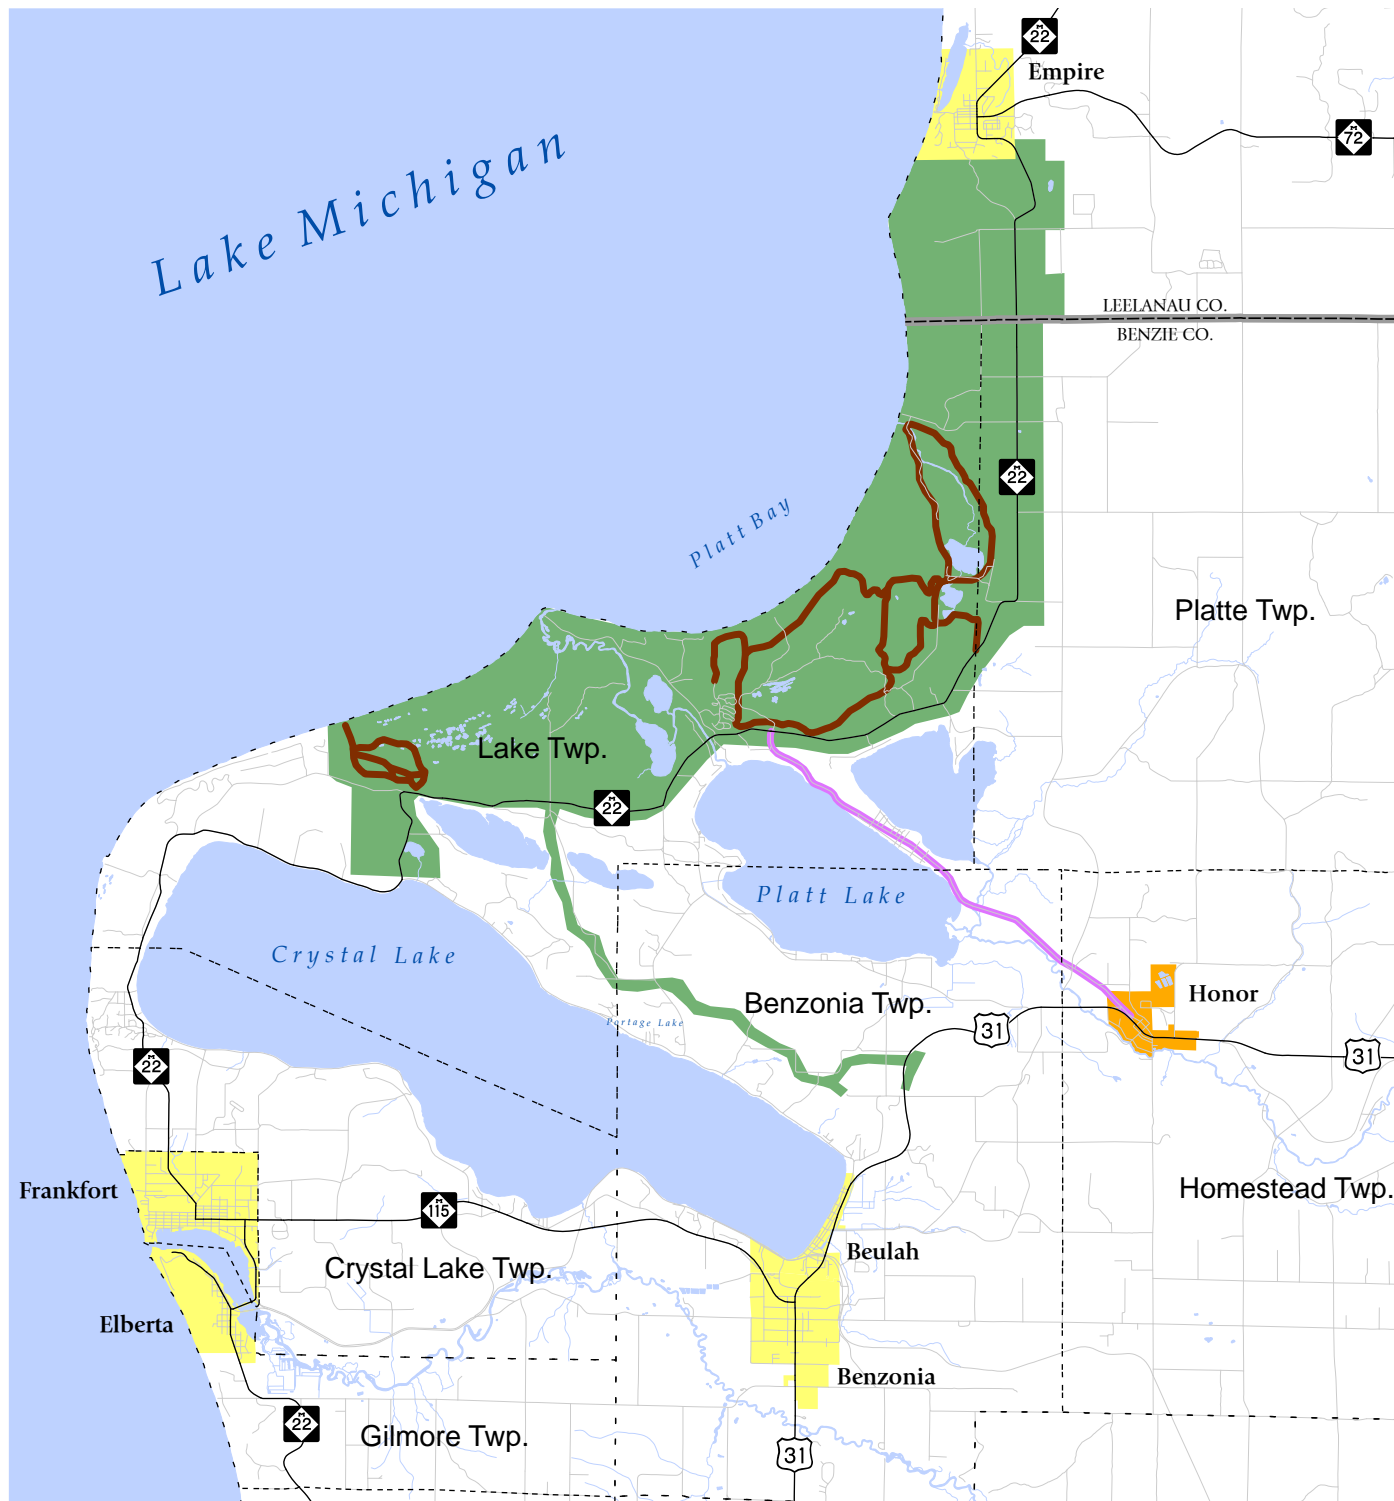 M
22
Empire
M
72
Lake Michigan
LEELANAU CO.
BENZIE CO.
M
22
Platt Bay
Platte Twp.
Lake Twp.
M
22
Platt Lake
Crystal Lake
Honor
Benzonia Twp.
Portage Lake
31
31
M
22
Frankfort
Homestead Twp.
M
115
Beulah
Crystal Lake Twp.
Elberta
Benzonia
M
22
Gilmore Twp.
31